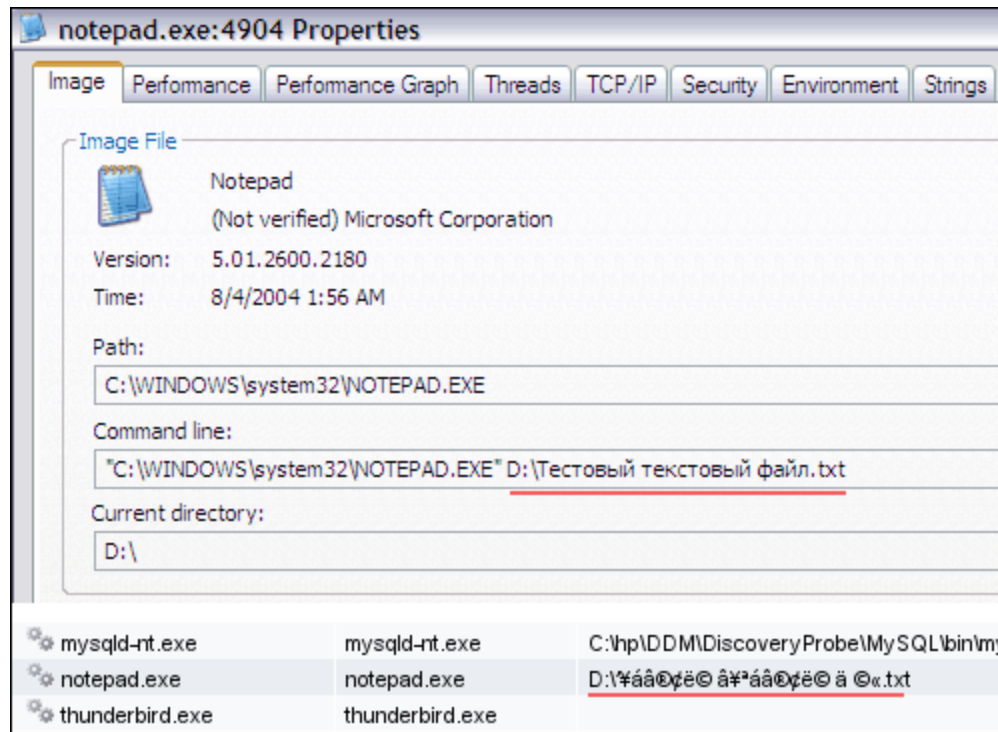 notepad.exe:4904 Properties
Image Performance Performance Graph Threads TCP/IP Security Environment Strings
Image File
Notepad
(Not verified) Microsoft Corporation
Version: 5.01.2600.2180
Time: 8/4/2004 1:56 AM
Path:
C:\WINDOWS\system32\NOTEPAD.EXE
Command line:
"C:\WINDOWS\system32\NOTEPAD.EXE" D:\Тестовый текстовый файл.txt
Current directory:
D:\
mysqld-nt.exe mysqld-nt.exe C:\hp\DDM\DiscoveryProbe\MySQL\bin\my
notepad.exe notepad.exe D:\'¥áâ®¢ë© â¥ªáâ®¢ë© ä ©«.txt
thunderbird.exe thunderbird.exe